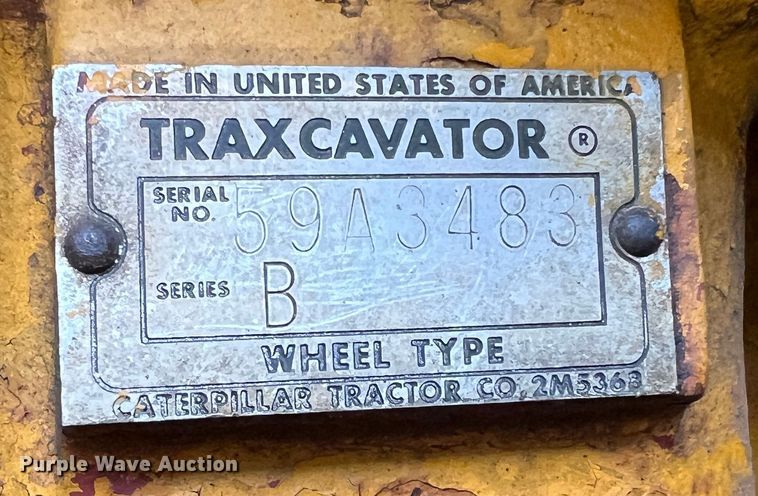 MADE IN UNITED STATES OF AMERICA
TRAXCAVATOR ®
SERIAL NO. 59A3483
SERIES B
WHEEL TYPE
CATERPILLAR TRACTOR CO. 2M5363
Purple Wave Auction